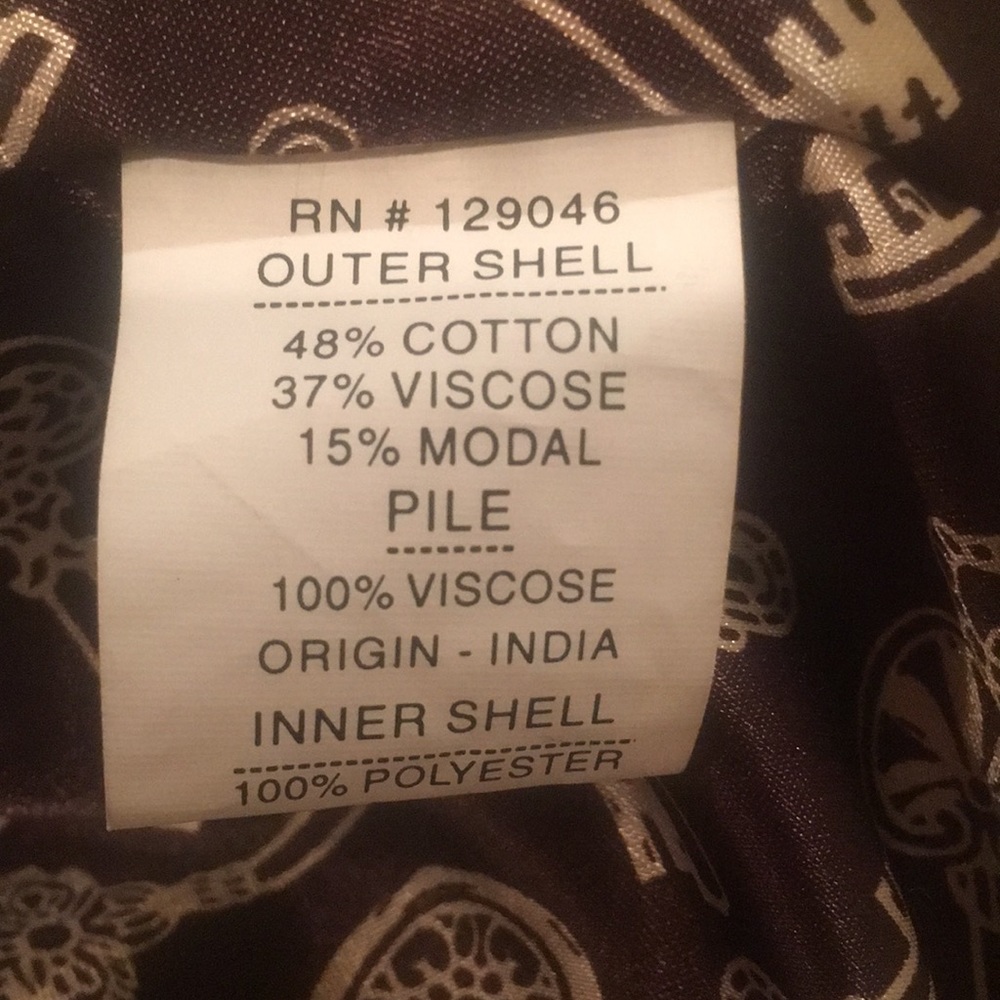 RN # 129046
OUTER SHELL
48% COTTON
37% VISCOSE
15% MODAL
PILE
100% VISCOSE
ORIGIN - INDIA
INNER SHELL
100% POLYESTER